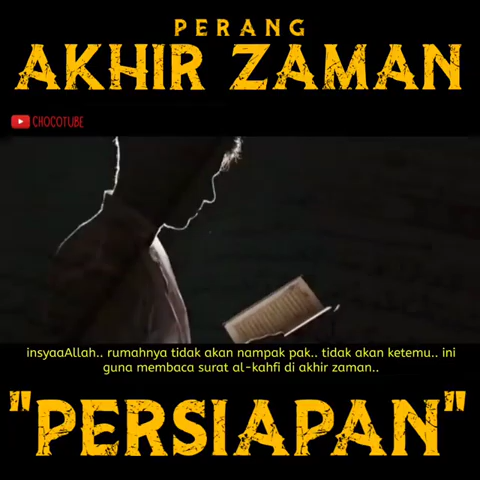 PERANG
AKHIR ZAMAN
CHOCOTUBE
insyaaAllah.. rumahnya tidak akan nampak pak.. tidak akan ketemu.. ini
guna membaca surat al-kahfi di akhir zaman..
"PERSIAPAN"